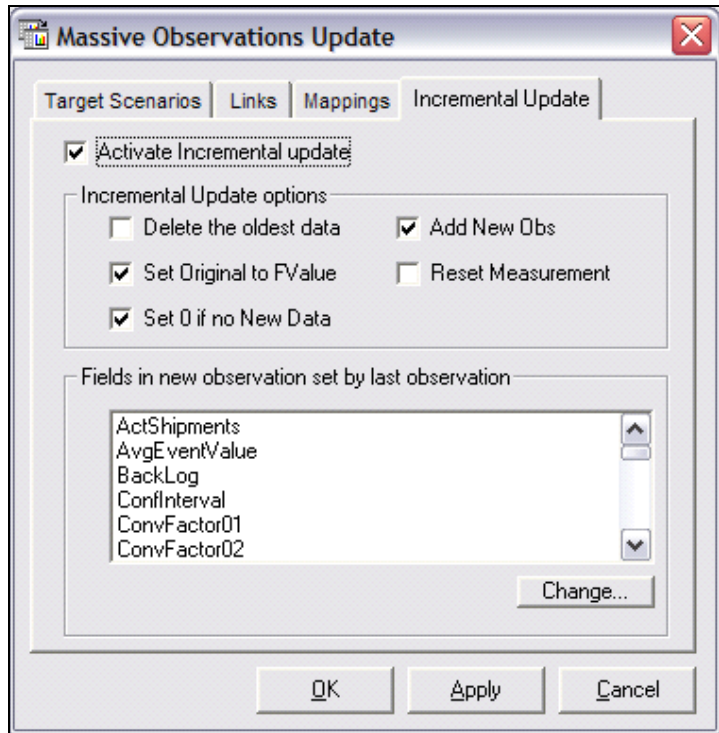 Massive Observations Update
Target Scenarios Links Mappings Incremental Update
Activate Incremental update
Incremental Update options
Delete the oldest data Add New Obs
Set Original to FValue Reset Measurement
Set 0 if no New Data
Fields in new observation set by last observation
ActShipments
AvgEventValue
BackLog
ConfInterval
ConvFactor01
ConvFactor02
Change...
OK Apply Cancel